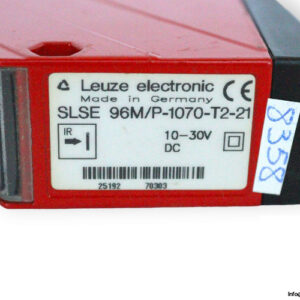 Leuze electronic CE
Made in Germany
SLSE 96M/P-1070-T2-21
IR
10-30V
DC
25192 70303
8358